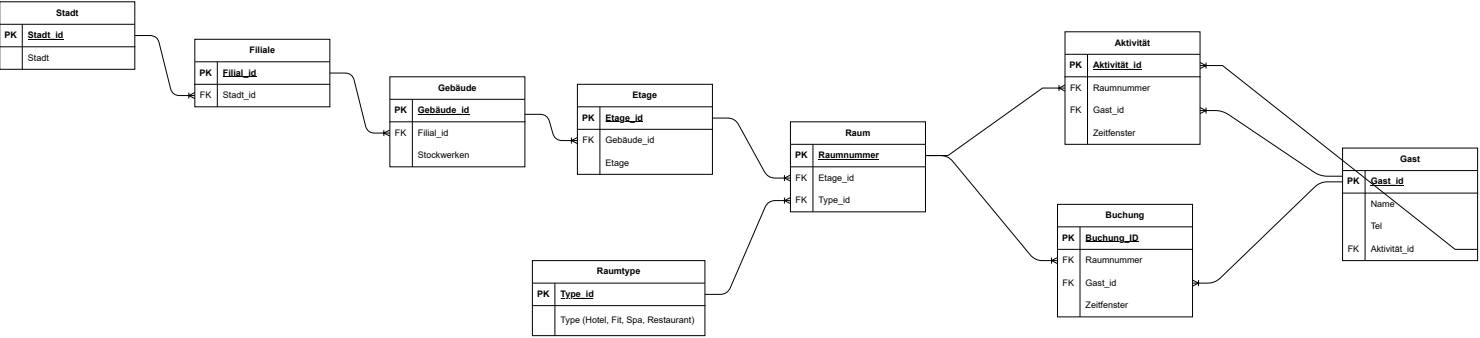 Stadt
PK Stadt_id
Stadt
Filiale
PK Filial_id
FK Stadt_id
Gebäude
PK Gebäude_id
FK Filial_id
Stockwerken
Etage
PK Etage_id
FK Gebäude_id
Etage
Raum
PK Raumnummer
FK Etage_id
FK Type_id
Raumtype
PK Type_id
Type (Hotel, Fit, Spa, Restaurant)
Aktivität
PK Aktivität_id
FK Raumnummer
FK Gast_id
Zeitfenster
Buchung
PK Buchung_ID
FK Raumnummer
FK Gast_id
Zeitfenster
Gast
PK Gast_id
Name
Tel
FK Aktivität_id